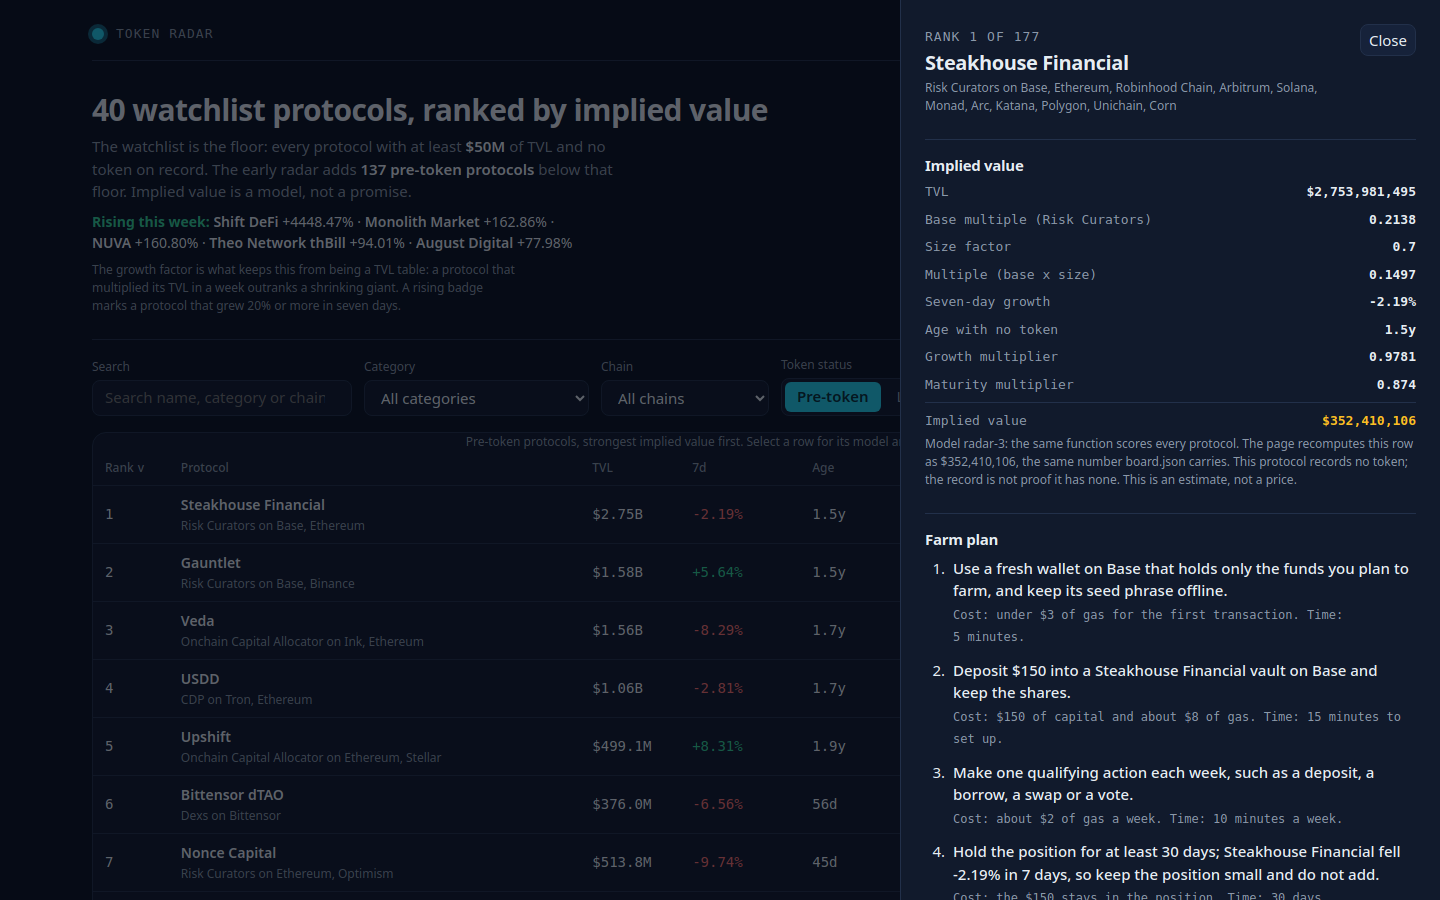 TOKEN RADAR
40 watchlist protocols, ranked by implied value
The watchlist is the floor: every protocol with at least $50M of TVL and no
token on record. The early radar adds 137 pre-token protocols below that
floor. Implied value is a model, not a promise.
Rising this week: Shift DeFi +4448.47% · Monolith Market +162.86% ·
NUVA +160.80% · Theo Network thBill +94.01% · August Digital +77.98%
The growth factor is what keeps this from being a TVL table: a protocol that
multiplied its TVL in a week outranks a shrinking giant. A rising badge
marks a protocol that grew 20% or more in seven days.
Search Category Chain Token status
Search name, category or chain All categories All chains Pre-token
Pre-token protocols, strongest implied value first. Select a row for its model
Rank v Protocol TVL 7d Age
1 Steakhouse Financial $2.75B -2.19% 1.5y
Risk Curators on Base, Ethereum
2 Gauntlet $1.58B +5.64% 1.5y
Risk Curators on Base, Binance
3 Veda $1.56B -8.29% 1.7y
Onchain Capital Allocator on Ink, Ethereum
4 USDD $1.06B -2.81% 1.7y
CDP on Tron, Ethereum
5 Upshift $499.1M +8.31% 1.9y
Onchain Capital Allocator on Ethereum, Stellar
6 Bittensor dTAO $376.0M -6.56% 56d
Dexs on Bittensor
7 Nonce Capital $513.8M -9.74% 45d
Risk Curators on Ethereum, Optimism
RANK 1 OF 177
Close
Steakhouse Financial
Risk Curators on Base, Ethereum, Robinhood Chain, Arbitrum, Solana,
Monad, Arc, Katana, Polygon, Unichain, Corn
Implied value
TVL $2,753,981,495
Base multiple (Risk Curators) 0.2138
Size factor 0.7
Multiple (base x size) 0.1497
Seven-day growth -2.19%
Age with no token 1.5y
Growth multiplier 0.9781
Maturity multiplier 0.874
Implied value $352,410,106
Model radar-3: the same function scores every protocol. The page recomputes this row
as $352,410,106, the same number board.json carries. This protocol records no token;
the record is not proof it has none. This is an estimate, not a price.
Farm plan
1. Use a fresh wallet on Base that holds only the funds you plan to
farm, and keep its seed phrase offline.
Cost: under $3 of gas for the first transaction. Time:
5 minutes.
2. Deposit $150 into a Steakhouse Financial vault on Base and
keep the shares.
Cost: $150 of capital and about $8 of gas. Time: 15 minutes to
set up.
3. Make one qualifying action each week, such as a deposit, a
borrow, a swap or a vote.
Cost: about $2 of gas a week. Time: 10 minutes a week.
4. Hold the position for at least 30 days; Steakhouse Financial fell
-2.19% in 7 days, so keep the position small and do not add.
Cost: the $150 stays in the position. Time: 30 days.